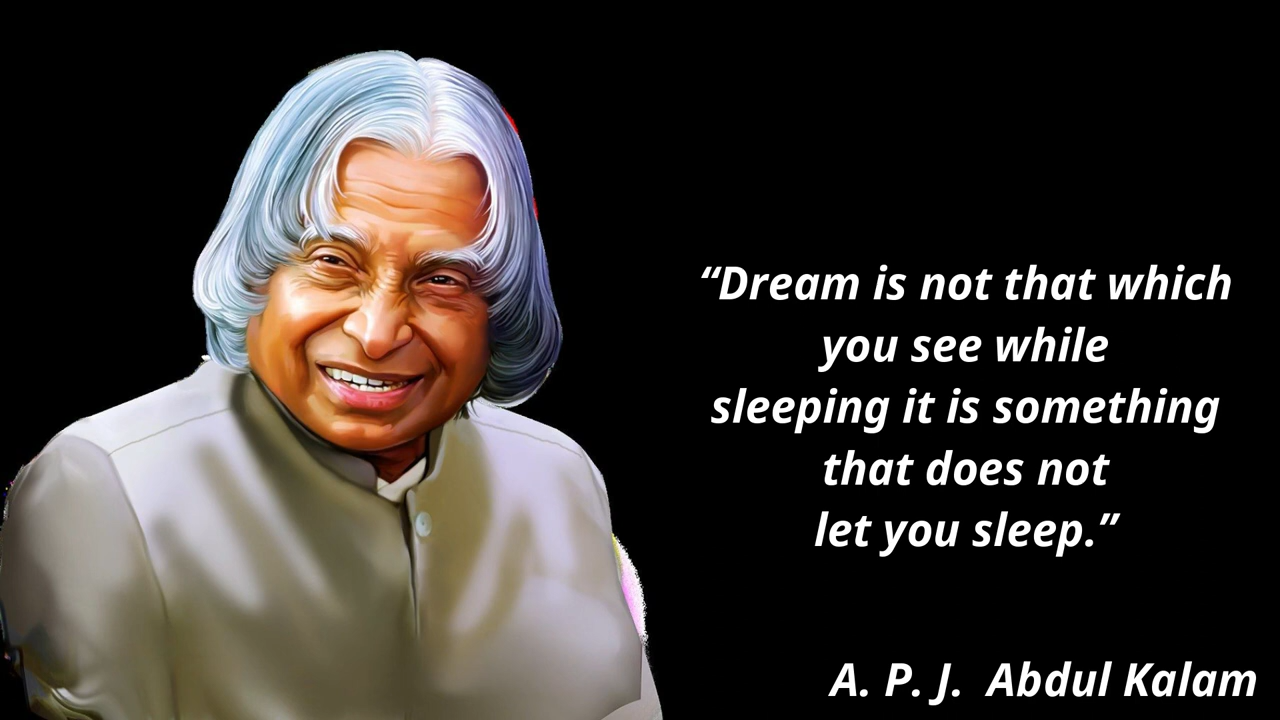 “Dream is not that which
you see while
sleeping it is something
that does not
let you sleep.”
A. P. J.  Abdul Kalam